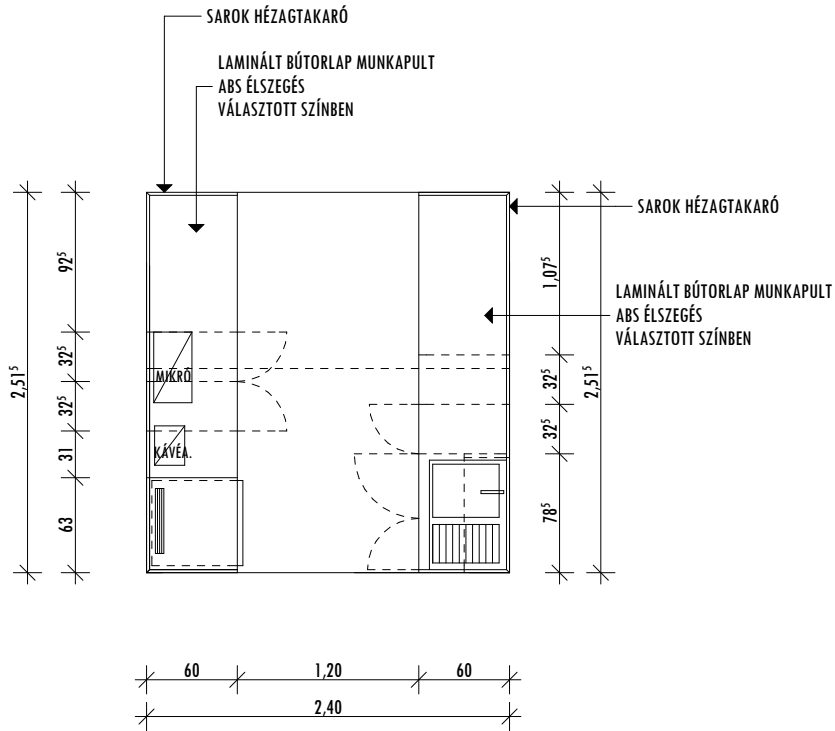 SAROK HÉZAGTAKARÓ
LAMINÁLT BÚTORLAP MUNKAPULT
ABS ÉLSZEGÉS
VÁLASZTOTT SZÍNBEN
SAROK HÉZAGTAKARÓ
LAMINÁLT BÚTORLAP MUNKAPULT
ABS ÉLSZEGÉS
VÁLASZTOTT SZÍNBEN
2,51⁵
92⁵
32⁵
32⁵
31
63
MIKRÓ
KÁVÉA.
1,07⁵
32⁵
32⁵
78⁵
2,51⁵
60
1,20
60
2,40